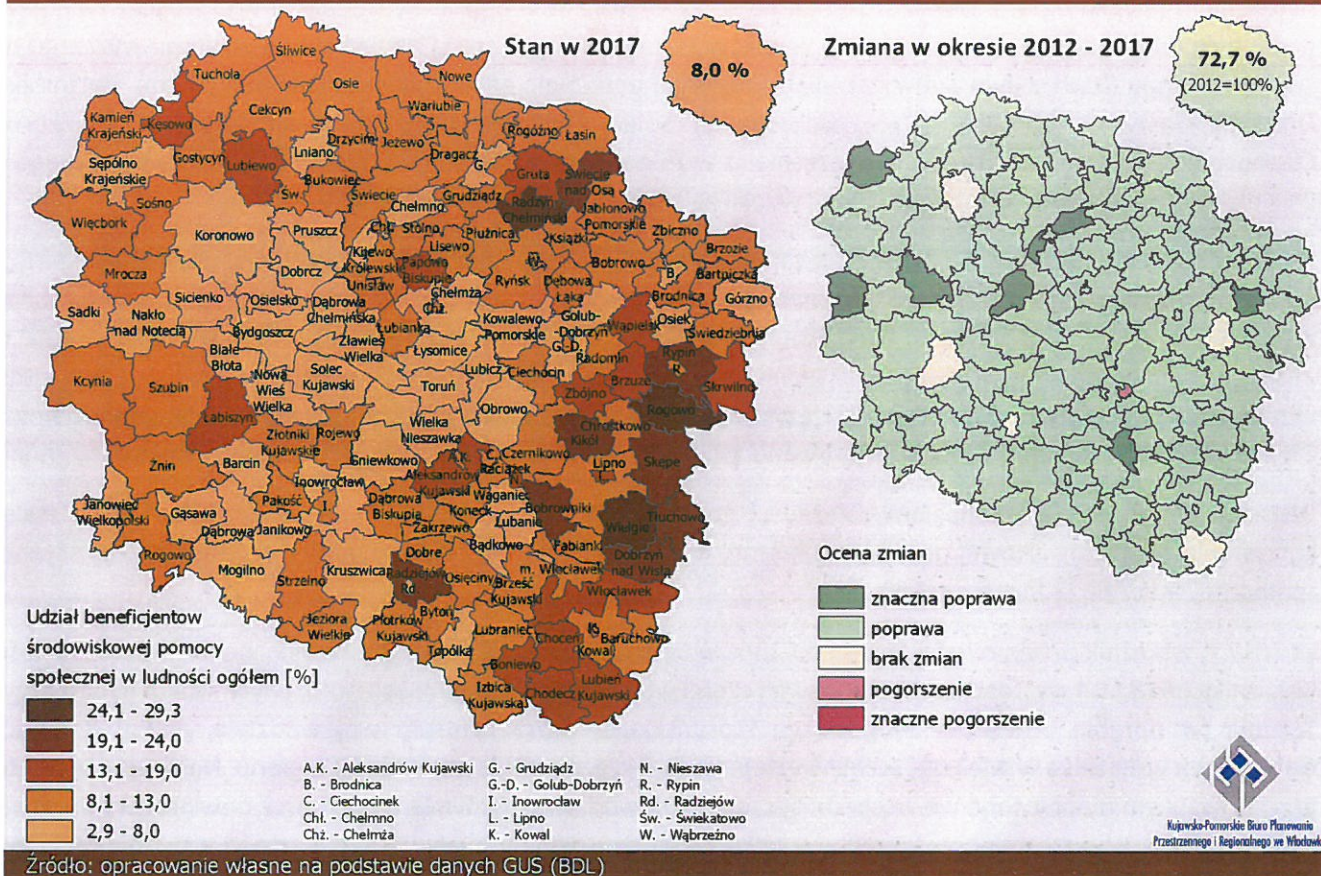 Stan w 2017
8,0 %
Zmiana w okresie 2012 - 2017
72,7 %
(2012=100%)
Śliwice
Tuchola
Osie
Nowe
Cekcyn
Warlubie
Kamień
Krajeński
Kęsowo
Rogóźno
Łasin
Drzycim
Jeżewo
Lniano
Dragacz
G.
Gostycyn
Lubiewo
Sępólno
Krajeńskie
Bukowiec
Gruta
Świecie
nad Osą
Św.
Świecie
Grudziądz
Radzyń
Chełmiński
Sośno
Chełmno
Jabłonowo
Pomorskie
Więcbork
Koronowo
Pruszcz
Chł.
Stolno
Płużnica
Książki
Zbiczno
Lisewo
Brzozie
Kijewo
Królewskie
W.
Bobrowo
Papowo
Biskupie
B.
Bartniczka
Mrocza
Dobrcz
Unisław
Ryńsk
Dębowa
Łąka
Brodnica
Górzno
Sicienko
Osielsko
Dąbrowa
Chełmińska
Chełmża
Chż.
Sadki
Nakło
nad Notecią
Golub-
Dobrzyń
Osiek
Kowalewo
Pomorskie
Wąpielsk
Świedziebnia
Bydgoszcz
Łubianka
G.-D.
Zławieś
Wielka
Radomin
Rypin
R.
Białe
Błota
Łysomice
Ciechocin
Solec
Kujawski
Lubicz
Brzuze
Skrwilno
Kcynia
Szubin
Nowa
Wieś
Wielka
Toruń
Zbójno
Łabiszyn
Obrowo
Rogowo
Wielka
Nieszawka
Chrostkowo
Kikół
Złotniki
Kujawskie
Rojewo
Żnin
Barcin
Gniewkowo
A.K.
C.
Czernikowo
Skępe
Raciążek
Lipno
L.
Inowrocław
Aleksandrów
Kujawski
N.
Pakość
I.
Dąbrowa
Biskupia
Waganiec
Janowiec
Wielkopolski
Gąsawa
Koneck
Bobrowniki
Tłuchowo
Wielgie
Dąbrowa
Janikowo
Zakrzewo
Lubanie
Rogowo
Bądkowo
Fabianki
Dobrzyń
nad Wisłą
Mogilno
Dobre
Kruszwica
m. Włocławek
Strzelno
Radziejów
Rd.
Osięciny
Brześć
Kujawski
Włocławek
Jeziora
Wielkie
Piotrków
Kujawski
Bytoń
Lubraniec
Choceń
K.
Kowal
Baruchowo
Topólka
Boniewo
Lubień
Kujawski
Izbica
Kujawska
Chodecz
Udział beneficjentów
środowiskowej pomocy
społecznej w ludności ogółem [%]
24,1 - 29,3
19,1 - 24,0
13,1 - 19,0
8,1 - 13,0
2,9 - 8,0
A.K. - Aleksandrów Kujawski
B. - Brodnica
C. - Ciechocinek
Chł. - Chełmno
Chż. - Chełmża
G. - Grudziądz
G.-D. - Golub-Dobrzyń
I. - Inowrocław
L. - Lipno
K. - Kowal
N. - Nieszawa
R. - Rypin
Rd. - Radziejów
Św. - Świekatowo
W. - Wąbrzeźno
Ocena zmian
znaczna poprawa
poprawa
brak zmian
pogorszenie
znaczne pogorszenie
Kujawsko-Pomorskie Biuro Planowania
Przestrzennego i Regionalnego we Włocławku
Źródło: opracowanie własne na podstawie danych GUS (BDL)